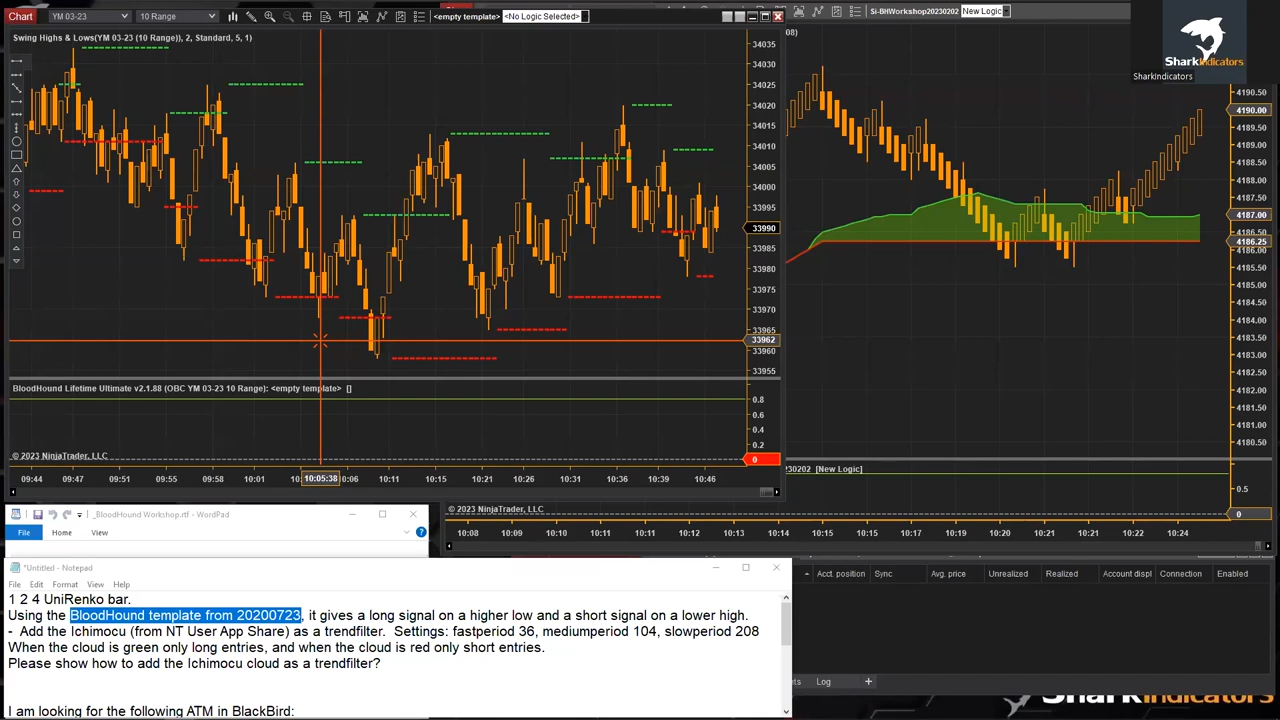 Chart
YM 03-23
10 Range
<empty template>
<No Logic Selected>
Si-BHWorkshop20230202
New Logic
Swing Highs & Lows(YM 03-23 (10 Range)), 2, Standard, 5, 1)
08)
SharkIndicators
SharkIndicators
34035
34030
34025
34020
34015
34010
34005
34000
33995
33990
33985
33980
33975
33970
33965
33962
33960
33955
4190.50
4190.00
4189.50
4189.00
4188.50
4188.00
4187.50
4187.00
4186.50
4186.25
4186.00
4185.50
4185.00
4184.50
4184.00
4183.50
4183.00
4182.50
4182.00
4181.50
4181.00
4180.50
BloodHound Lifetime Ultimate v2.1.88 (OBC YM 03-23 10 Range): <empty template> []
0.8
0.6
0.4
0.2
0
© 2023 NinjaTrader, LLC
09:44 09:47 09:51 09:55 09:58 10:01 10:05:38 0:06 10:11 10:16 10:21 10:26 10:31 10:36 10:39 10:46
30202 [New Logic]
0.5
0
© 2023 NinjaTrader, LLC
10:08 10:10 10:11 10:11 10:11 10:13 10:15 10:15 10:15 10:16 10:21 10:22 10:24
_BloodHound Workshop.rtf - WordPad
File Home View
*Untitled - Notepad
File Edit Format View Help
1 2 4 UniRenko bar.
Using the BloodHound template from 20200723, it gives a long signal on a higher low and a short signal on a lower high.
- Add the Ichimocu (from NT User App Share) as a trendfilter. Settings: fastperiod 36, mediumperiod 104, slowperiod 208
When the cloud is green only long entries, and when the cloud is red only short entries.
Please show how to add the Ichimocu cloud as a trendfilter?
I am looking for the following ATM in BlackBird:
Acct. position Sync Avg. price Unrealized Realized Account displ Connection Enabled
ts Log +